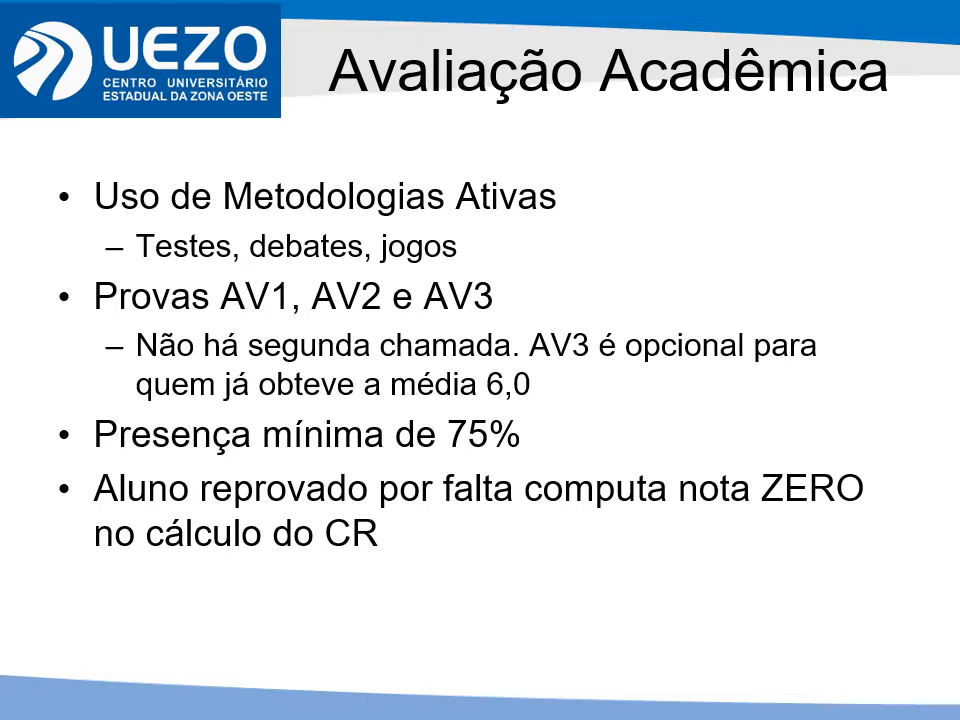 UEZO
CENTRO UNIVERSITÁRIO
ESTADUAL DA ZONA OESTE
Avaliação Acadêmica
• Uso de Metodologias Ativas
– Testes, debates, jogos
• Provas AV1, AV2 e AV3
– Não há segunda chamada. AV3 é opcional para
quem já obteve a média 6,0
• Presença mínima de 75%
• Aluno reprovado por falta computa nota ZERO
no cálculo do CR